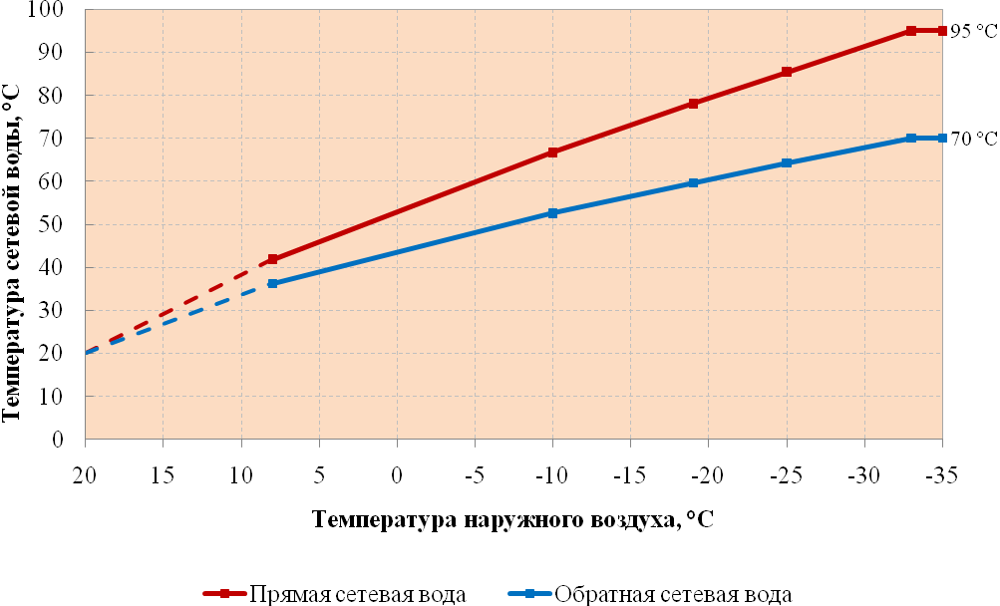 Температура сетевой воды, °С
100
90
80
70
60
50
40
30
20
10
0
95 °С
70 °С
20 15 10 5 0 -5 -10 -15 -20 -25 -30 -35
Температура наружного воздуха, °С
Прямая сетевая вода Обратная сетевая вода